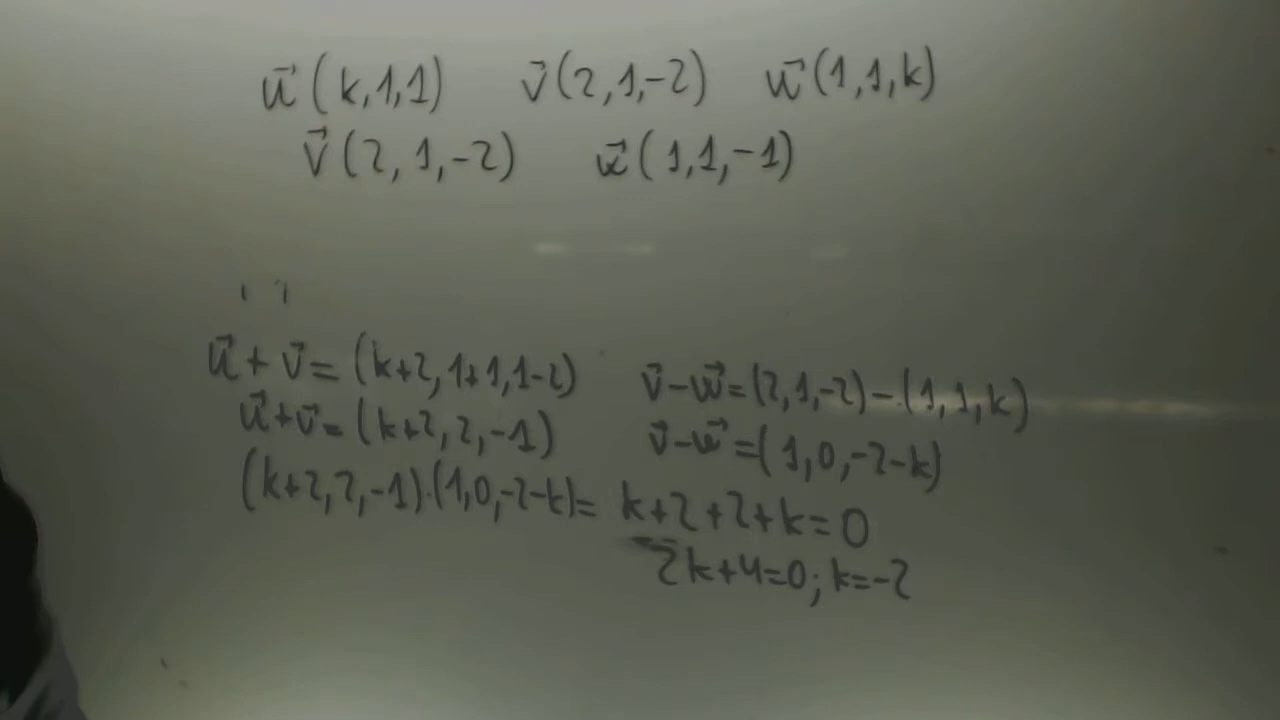 u⃗ (k,1,1) v⃗(2,1,-2) w⃗(1,1,k)
v⃗ (2, 1,-2) w⃗ (1,1,-1)
u⃗ + v⃗ = (k+2, 1+1, 1-2) v⃗-w⃗=(2,1,-2)-(1,1,k)
u⃗+v⃗= (k+2, 2, -1) v⃗-w⃗=(1,0,-2-k)
(k+2,2,-1)·(1,0,-2-k)= k+2+2+k=0
2k+4=0; k=-2